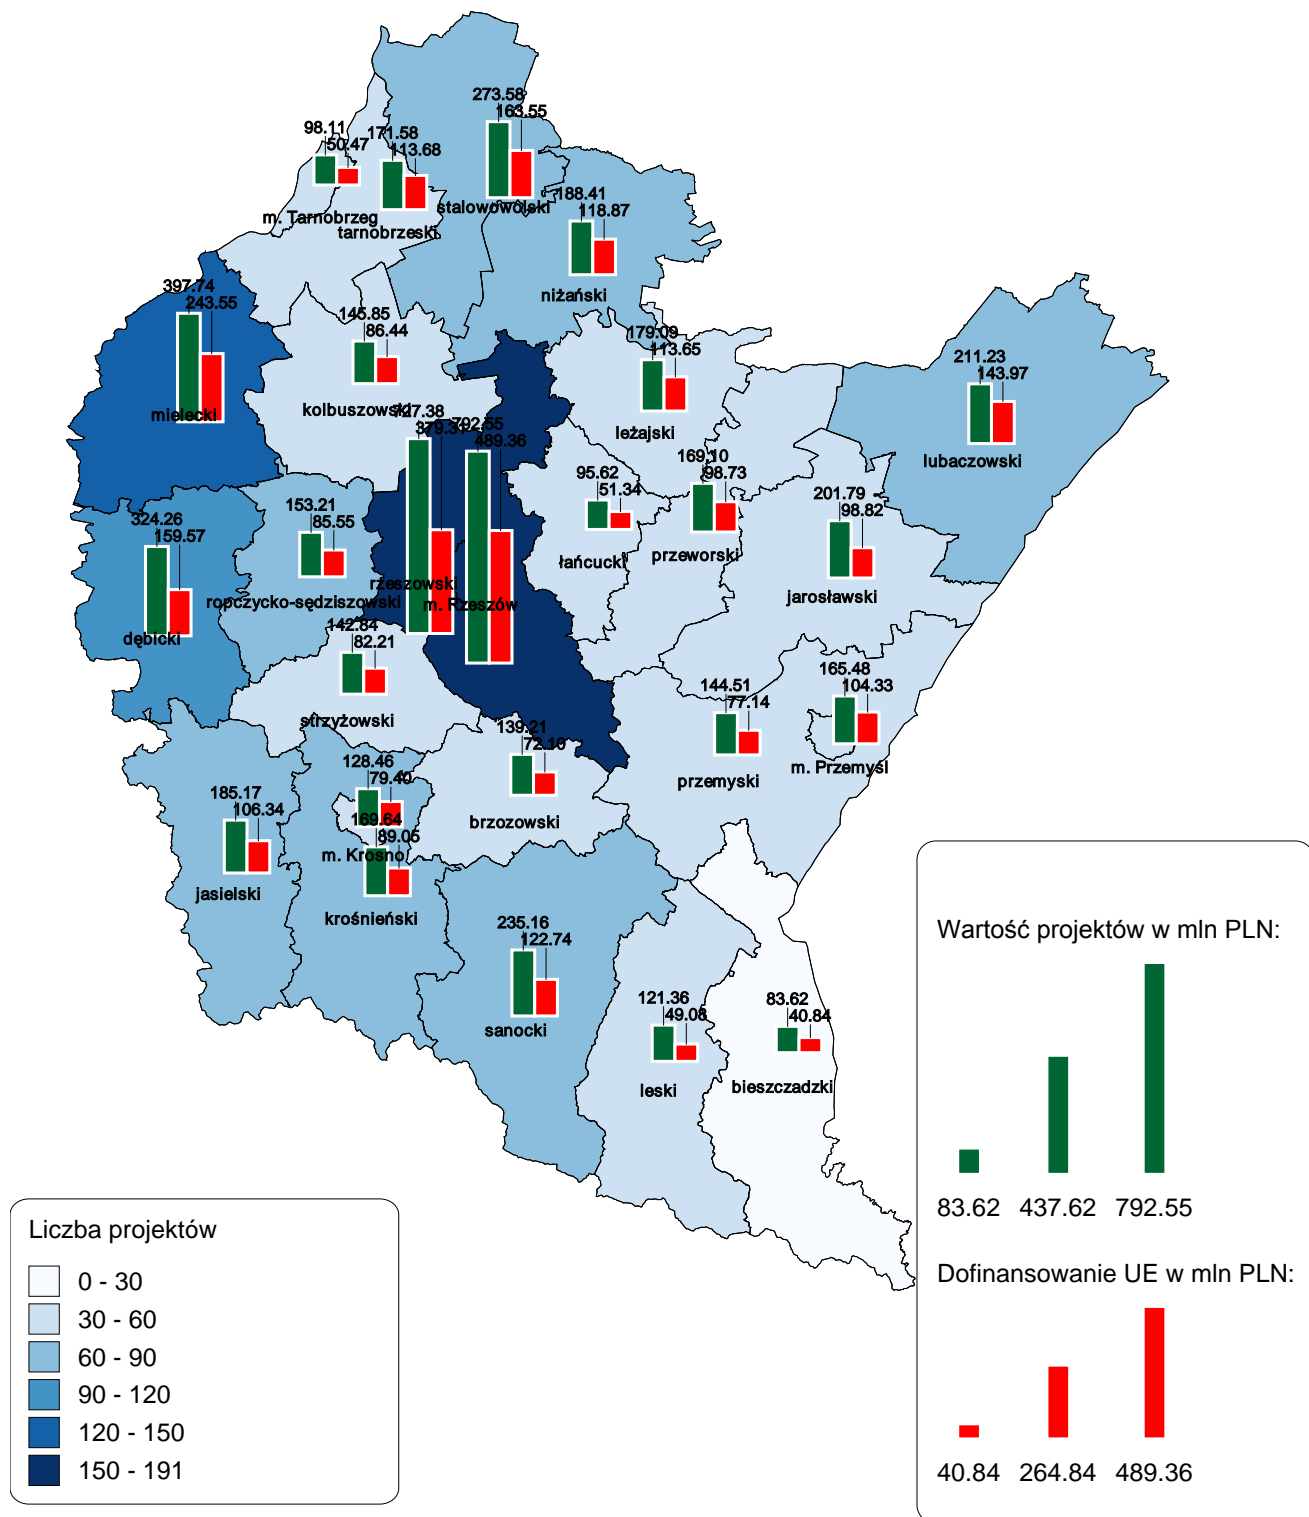 273.58
163.55
98.11
50.47
171.58
113.68
m. Tarnobrzeg
tarnobrzeski
stalowowolski
188.41
118.87
niżański
397.74
243.55
mielecki
145.85
86.44
kolbuszowski
179.09
113.65
leżajski
211.23
143.97
lubaczowski
727.38
379.31
792.55
489.36
rzeszowski
m. Rzeszów
95.62
51.34
łańcucki
169.10
98.73
przeworski
201.79
98.82
jarosławski
324.26
159.57
dębicki
153.21
85.55
ropczycko-sędziszowski
142.84
82.21
strzyżowski
144.51
77.14
przemyski
165.48
104.33
m. Przemyśl
139.21
72.10
brzozowski
128.46
79.40
m. Krosno
169.64
89.05
krośnieński
185.17
106.34
jasielski
235.16
122.74
sanocki
121.36
49.08
leski
83.62
40.84
bieszczadzki
Wartość projektów w mln PLN:
83.62 437.62 792.55
Dofinansowanie UE w mln PLN:
40.84 264.84 489.36
Liczba projektów
0 - 30
30 - 60
60 - 90
90 - 120
120 - 150
150 - 191